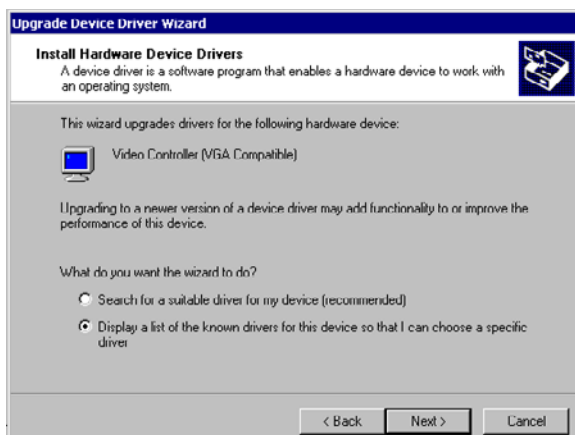 Upgrade Device Driver Wizard
Install Hardware Device Drivers
A device driver is a software program that enables a hardware device to work with
an operating system.
This wizard upgrades drivers for the following hardware device:
Video Controller (VGA Compatible)
Upgrading to a newer version of a device driver may add functionality to or improve the
performance of this device.
What do you want the wizard to do?
Search for a suitable driver for my device (recommended)
Display a list of the known drivers for this device so that I can choose a specific
driver
< Back
Next >
Cancel